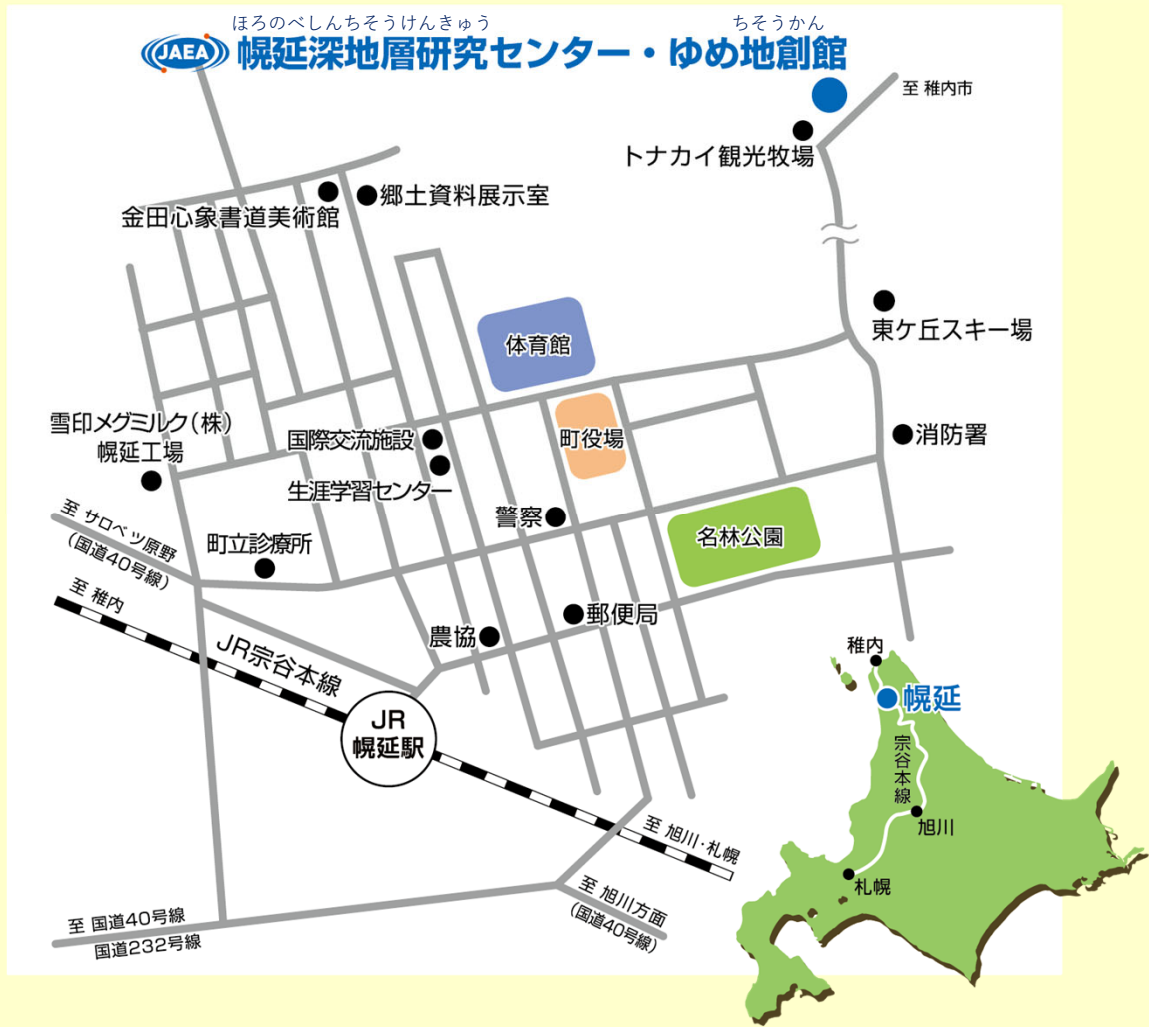 ほろのべしんちそうけんきゅう ちそうかん
JAEA 幌延深地層研究センター・ゆめ地創館
至 稚内市
トナカイ観光牧場
郷土資料展示室
金田心象書道美術館
東ケ丘スキー場
体育館
雪印メグミルク(株)
幌延工場
国際交流施設
町役場
消防署
生涯学習センター
警察
名林公園
至 サロベツ原野
(国道40号線)
町立診療所
至 稚内
郵便局
農協
JR宗谷本線
JR
幌延駅
至 旭川・札幌
至 旭川方面
(国道40号線)
至 国道40号線
国道232号線
稚内
幌延
宗谷本線
旭川
札幌